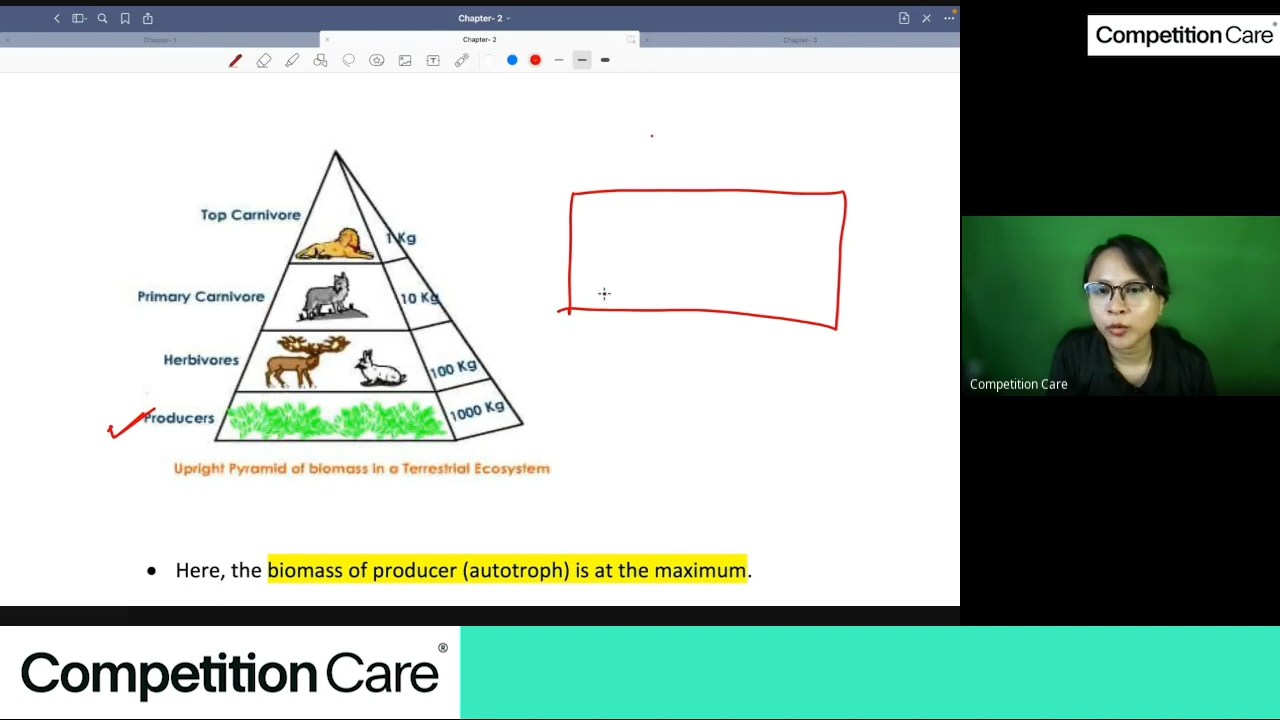 Chapter- 2
Chapter- 1
Chapter- 2
Chapter- 3
Competition Care®
Top Carnivore
1 Kg
Primary Carnivore
10 Kg
Herbivores
100 Kg
Producers
1000 Kg
Upright Pyramid of biomass in a Terrestrial Ecosystem
• Here, the biomass of producer (autotroph) is at the maximum.
Competition Care
Competition Care®